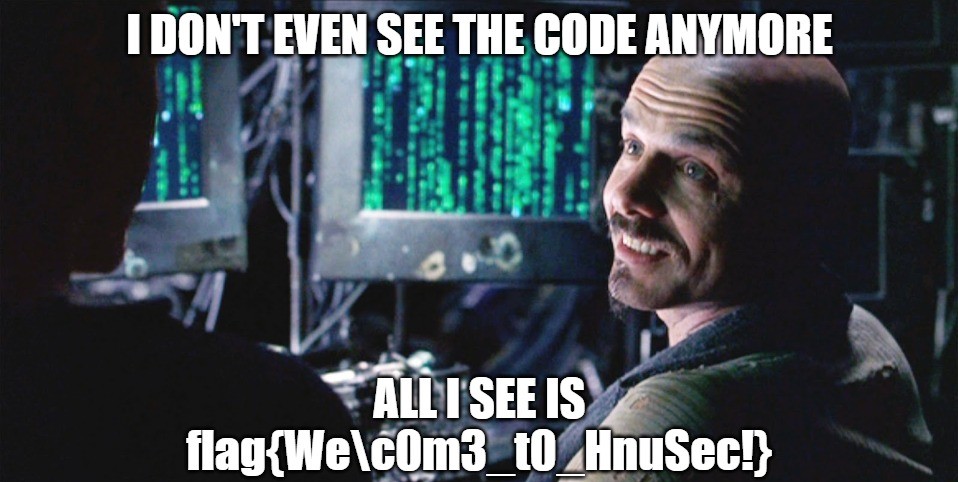 I DON'T EVEN SEE THE CODE ANYMORE
ALL I SEE IS
flag{We\c0m3_t0_HnuSec!}